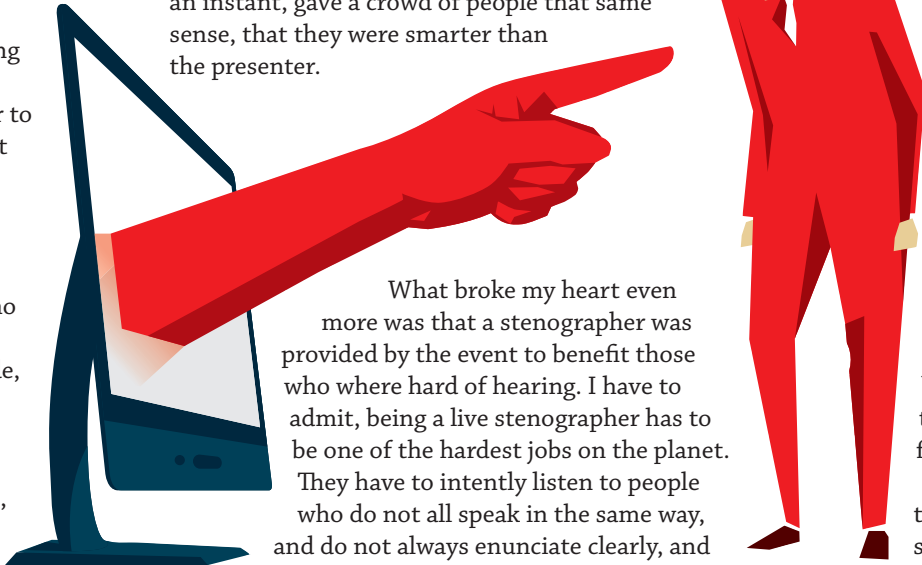 ng
r to
t
no
le,
,
an instant, gave a crowd of people that same
sense, that they were smarter than
the presenter.
What broke my heart even
more was that a stenographer was
provided by the event to benefit those
who where hard of hearing. I have to
admit, being a live stenographer has to
be one of the hardest jobs on the planet.
They have to intently listen to people
who do not all speak in the same way,
and do not always enunciate clearly, and
t
f
t
s